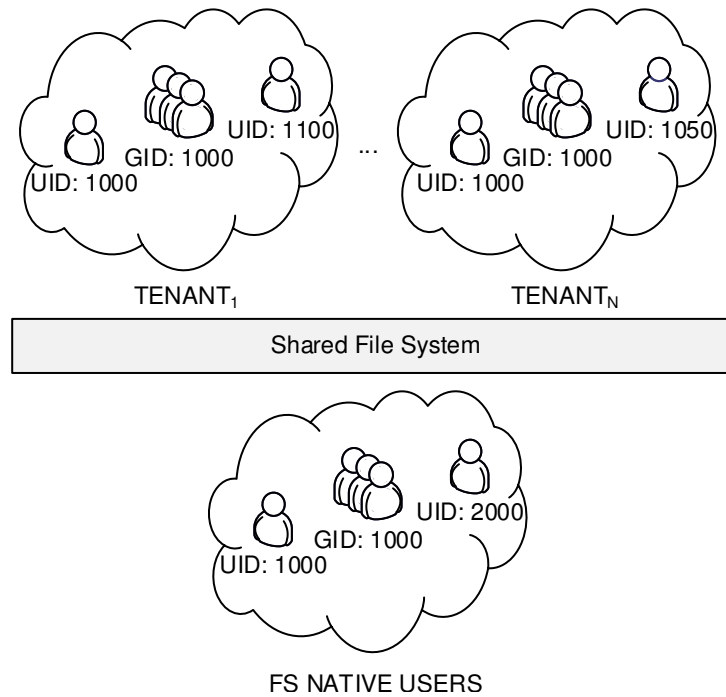 UID: 1100
GID: 1000
UID: 1000
...
UID: 1050
GID: 1000
UID: 1000
TENANT₁
TENANT_N
Shared File System
UID: 2000
GID: 1000
UID: 1000
FS NATIVE USERS